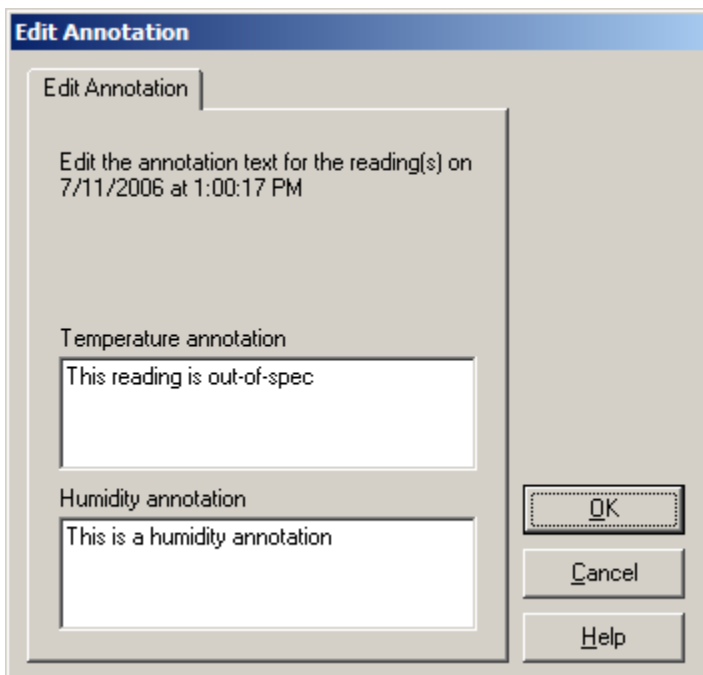 Edit Annotation
Edit Annotation
Edit the annotation text for the reading(s) on
7/11/2006 at 1:00:17 PM
Temperature annotation
This reading is out-of-spec
Humidity annotation
This is a humidity annotation
OK
Cancel
Help